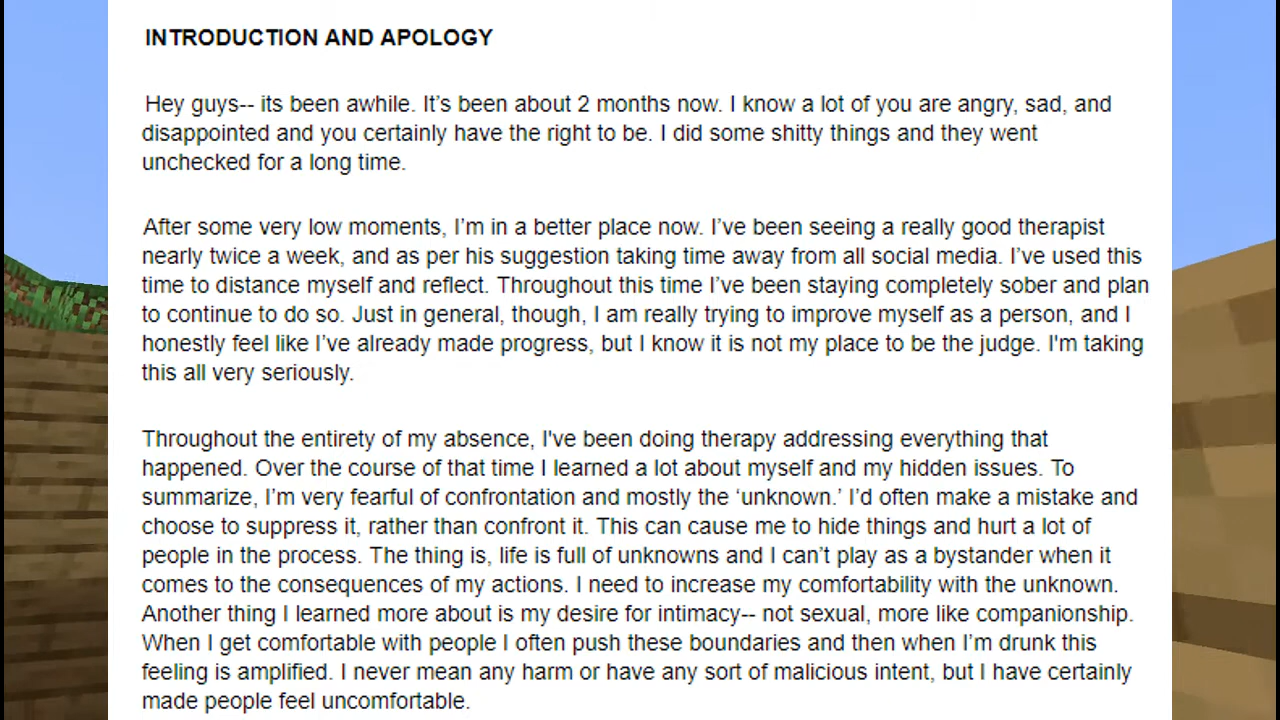 INTRODUCTION AND APOLOGY
Hey guys-- its been awhile. It’s been about 2 months now. I know a lot of you are angry, sad, and
disappointed and you certainly have the right to be. I did some shitty things and they went
unchecked for a long time.
After some very low moments, I’m in a better place now. I’ve been seeing a really good therapist
nearly twice a week, and as per his suggestion taking time away from all social media. I’ve used this
time to distance myself and reflect. Throughout this time I’ve been staying completely sober and plan
to continue to do so. Just in general, though, I am really trying to improve myself as a person, and I
honestly feel like I’ve already made progress, but I know it is not my place to be the judge. I'm taking
this all very seriously.
Throughout the entirety of my absence, I've been doing therapy addressing everything that
happened. Over the course of that time I learned a lot about myself and my hidden issues. To
summarize, I’m very fearful of confrontation and mostly the ‘unknown.’ I’d often make a mistake and
choose to suppress it, rather than confront it. This can cause me to hide things and hurt a lot of
people in the process. The thing is, life is full of unknowns and I can’t play as a bystander when it
comes to the consequences of my actions. I need to increase my comfortability with the unknown.
Another thing I learned more about is my desire for intimacy-- not sexual, more like companionship.
When I get comfortable with people I often push these boundaries and then when I’m drunk this
feeling is amplified. I never mean any harm or have any sort of malicious intent, but I have certainly
made people feel uncomfortable.